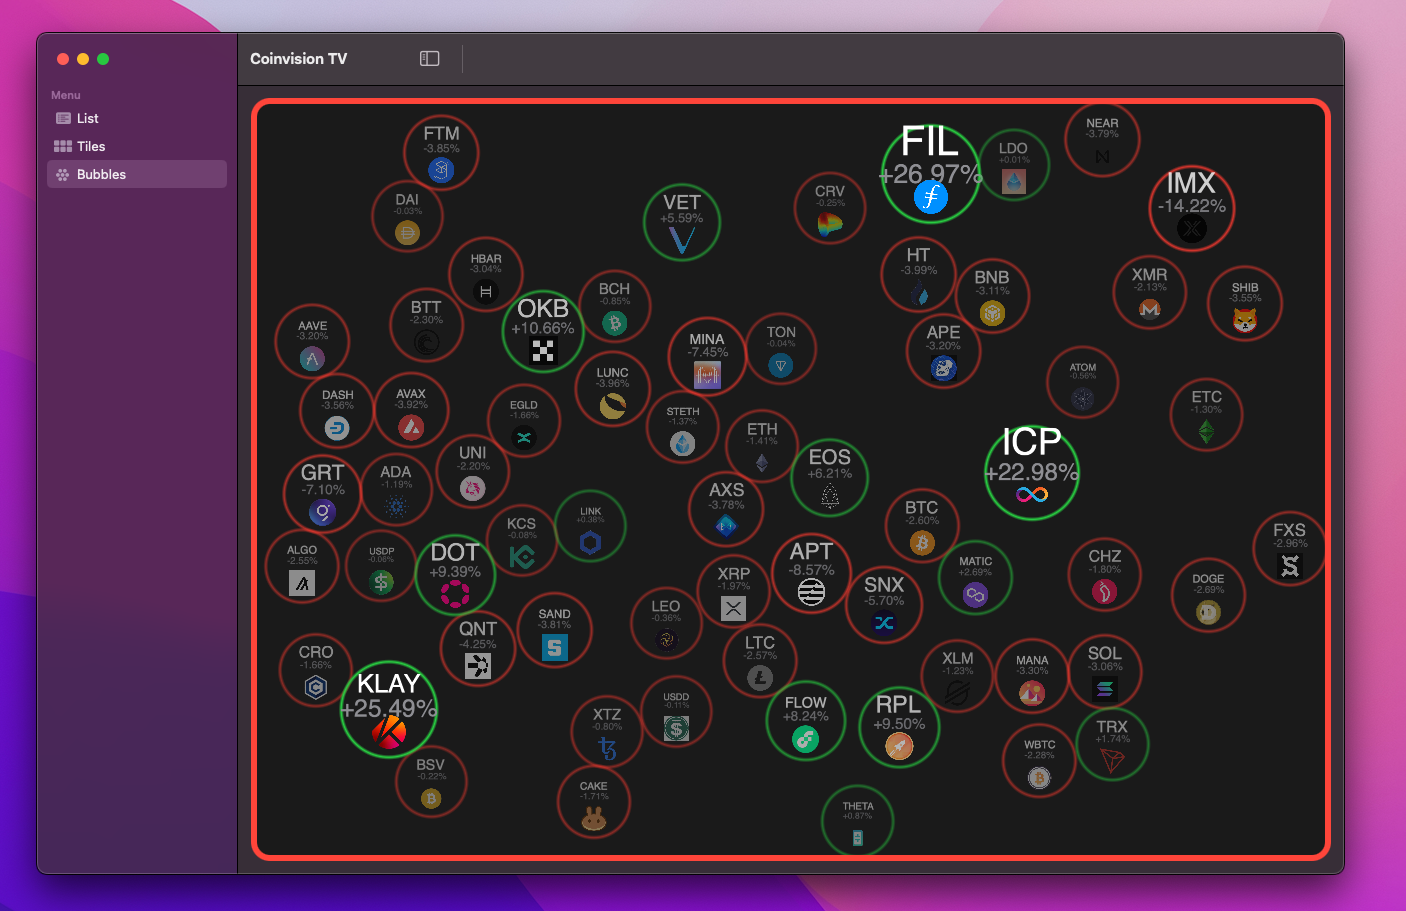 Coinvision TV
Menu
List
Tiles
Bubbles
FTM
-3.85%
FIL
+26.97%
LDO
+0.01%
NEAR
-3.79%
IMX
-14.22%
DAI
-0.03%
VET
+5.59%
CRV
-0.25%
HBAR
-3.04%
HT
-3.99%
BNB
-3.11%
XMR
-2.13%
SHIB
-3.55%
BTT
-2.30%
OKB
+10.66%
BCH
-0.85%
AAVE
-3.20%
MINA
-7.45%
TON
-0.04%
APE
-3.20%
LUNC
-3.96%
ATOM
-0.56%
DASH
-3.56%
AVAX
-3.92%
EGLD
-1.66%
STETH
-1.37%
ETC
-1.30%
ETH
-1.41%
ICP
+22.98%
UNI
-2.20%
EOS
+6.21%
GRT
-7.10%
ADA
-1.19%
AXS
-3.78%
BTC
-2.60%
KCS
-0.08%
LINK
+0.38%
FXS
-2.96%
ALGO
-2.55%
USDP
-0.08%
DOT
+9.39%
APT
-8.57%
MATIC
+2.69%
CHZ
-1.80%
XRP
-1.97%
SNX
-5.70%
DOGE
-2.69%
LEO
-0.36%
SAND
-3.81%
QNT
-4.25%
LTC
-2.57%
CRO
-1.66%
XLM
-1.23%
MANA
-3.30%
SOL
-3.06%
KLAY
+25.49%
USDD
-0.11%
FLOW
+8.24%
RPL
+9.50%
XTZ
-0.80%
TRX
+1.74%
WBTC
-2.28%
BSV
-0.22%
CAKE
-1.71%
THETA
+0.87%